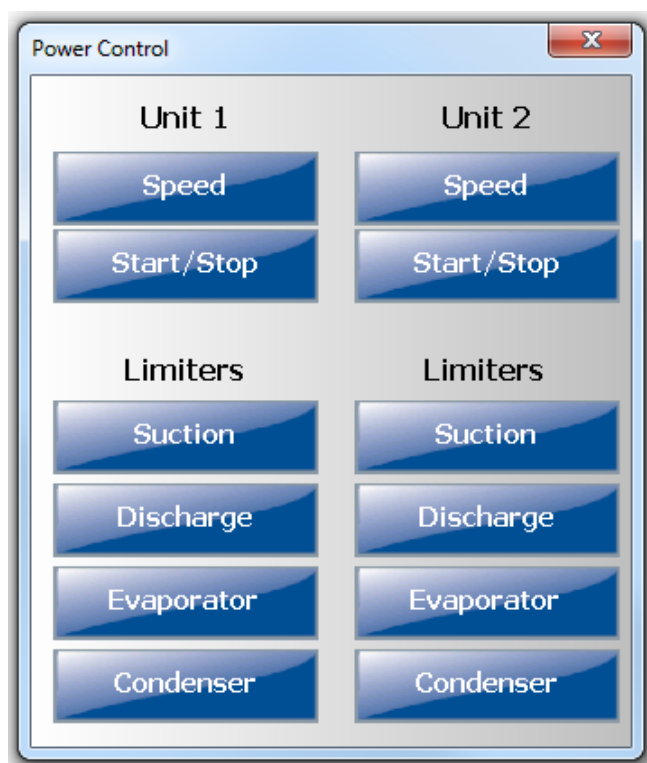 Power Control
Unit 1 Unit 2
Speed Speed
Start/Stop Start/Stop
Limiters Limiters
Suction Suction
Discharge Discharge
Evaporator Evaporator
Condenser Condenser